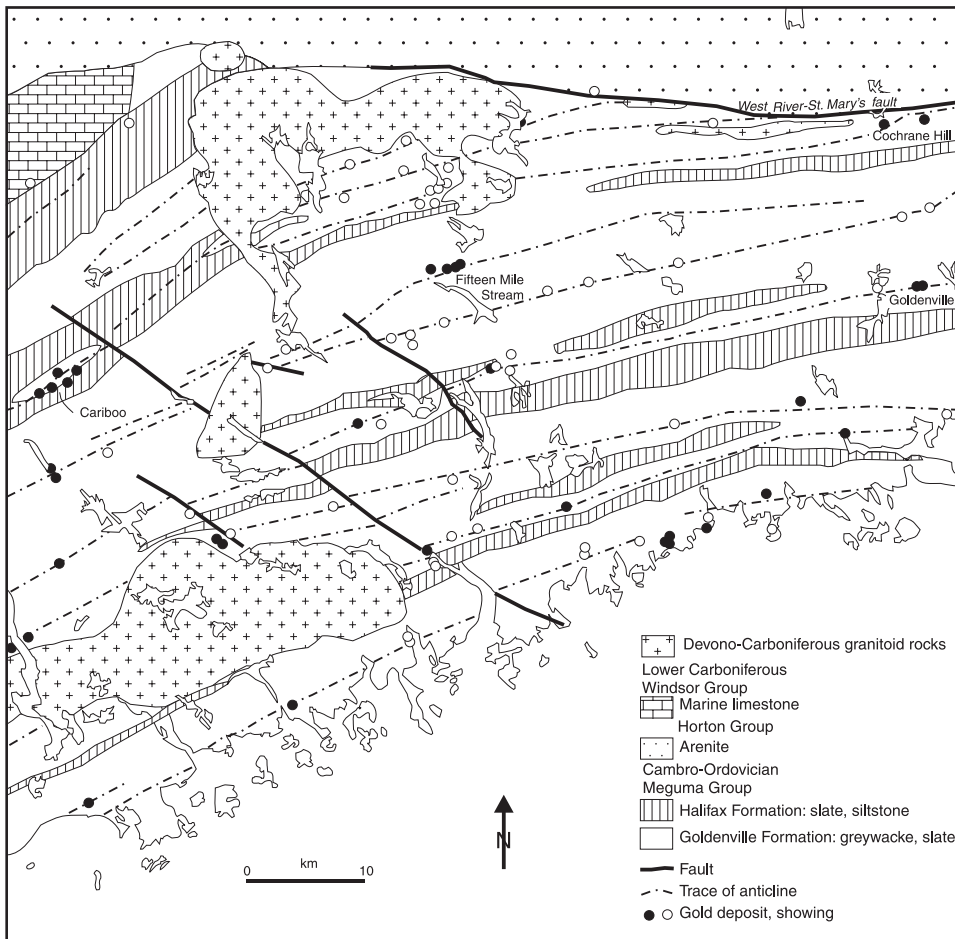 West River-St. Mary's fault
Cochrane Hill
Fifteen Mile
Stream
Goldenville
Cariboo
Devono-Carboniferous granitoid rocks
Lower Carboniferous
Windsor Group
Marine limestone
Horton Group
Arenite
Cambro-Ordovician
Meguma Group
Halifax Formation: slate, siltstone
Goldenville Formation: greywacke, slate
Fault
Trace of anticline
Gold deposit, showing
km
0 10
N